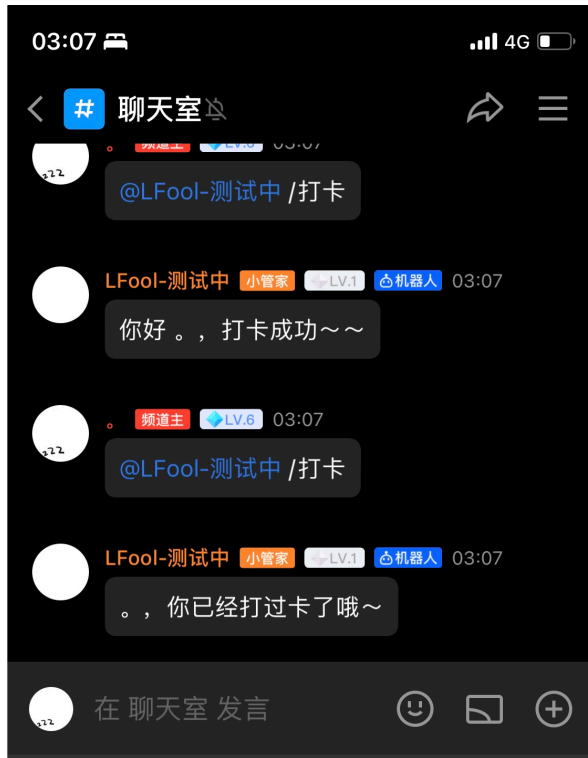 03:07 4G
# 聊天室
。 频道主 LV.6 03:07
@LFool-测试中 /打卡
LFool-测试中 小管家 LV.1 机器人 03:07
你好 。，打卡成功～～
。 频道主 LV.6 03:07
@LFool-测试中 /打卡
LFool-测试中 小管家 LV.1 机器人 03:07
。，你已经打过卡了哦～
在 聊天室 发言